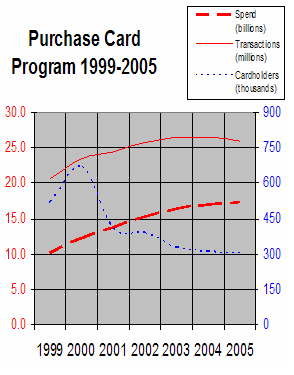 Spend
(billions)
Transactions
(millions)
Cardholders
(thousands)
Purchase Card
Program 1999-2005
30.0 900
25.0 750
20.0 600
15.0 450
10.0 300
5.0 150
0.0 0
1999 2000 2001 2002 2003 2004 2005